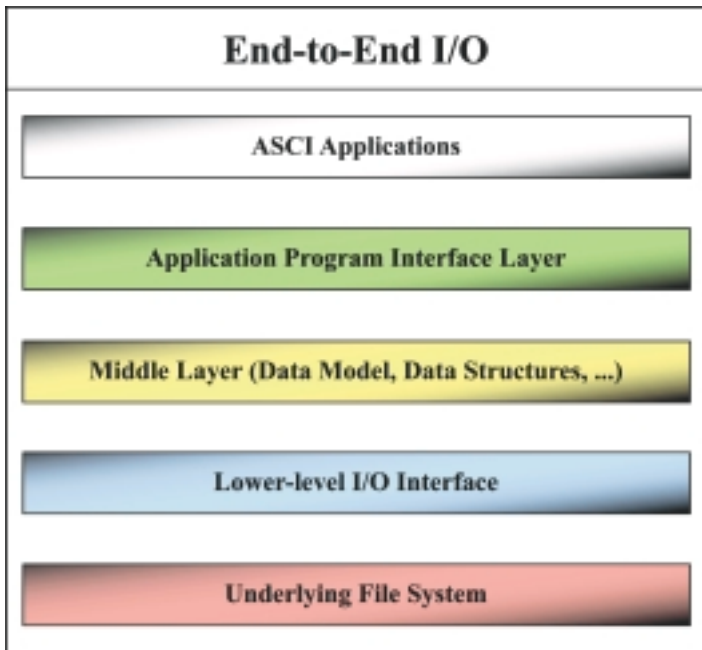 End-to-End I/O
ASCI Applications
Application Program Interface Layer
Middle Layer (Data Model, Data Structures, ...)
Lower-level I/O Interface
Underlying File System